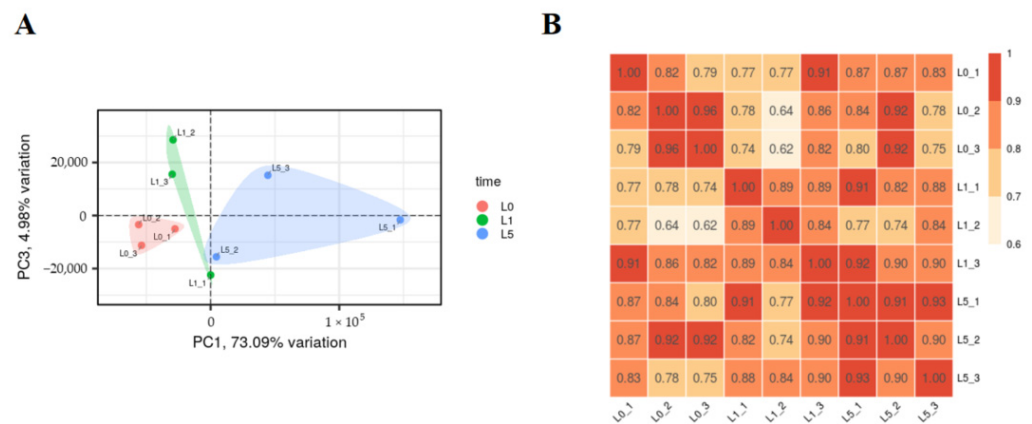 A
B
PC3, 4.98% variation
20,000
0
−20,000
L1_2
L1_3
L5_3
L0_2
L0_1
L0_3
L5_1
L5_2
L1_1
0
1 × 10⁵
PC1, 73.09% variation
time
L0
L1
L5
1.00 0.82 0.79 0.77 0.77 0.91 0.87 0.87 0.83 L0_1
0.82 1.00 0.96 0.78 0.64 0.86 0.84 0.92 0.78 L0_2
0.79 0.96 1.00 0.74 0.62 0.82 0.80 0.92 0.75 L0_3
0.77 0.78 0.74 1.00 0.89 0.89 0.91 0.82 0.88 L1_1
0.77 0.64 0.62 0.89 1.00 0.84 0.77 0.74 0.84 L1_2
0.91 0.86 0.82 0.89 0.84 1.00 0.92 0.90 0.90 L1_3
0.87 0.84 0.80 0.91 0.77 0.92 1.00 0.91 0.93 L5_1
0.87 0.92 0.92 0.82 0.74 0.90 0.91 1.00 0.90 L5_2
0.83 0.78 0.75 0.88 0.84 0.90 0.93 0.90 1.00 L5_3
L0_1 L0_2 L0_3 L1_1 L1_2 L1_3 L5_1 L5_2 L5_3
1
0.9
0.8
0.7
0.6